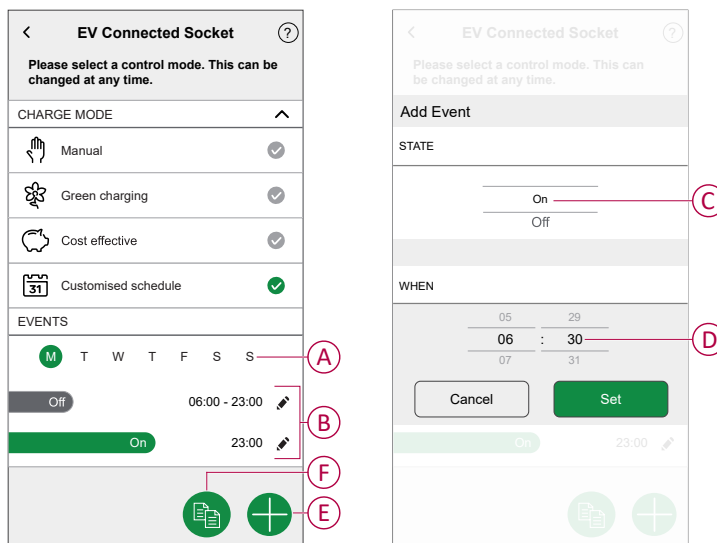 < EV Connected Socket ?
Please select a control mode. This can be
changed at any time.
CHARGE MODE
Manual
Green charging
Cost effective
31 Customised schedule
EVENTS
M T W T F S S A
Off 06:00 - 23:00
B
On 23:00
F
E
< EV Connected Socket ?
Please select a control mode. This can
be changed at any time.
Add Event
STATE
On C
Off
WHEN
05 29
06 : 30 D
07 31
Cancel Set
On 23:00